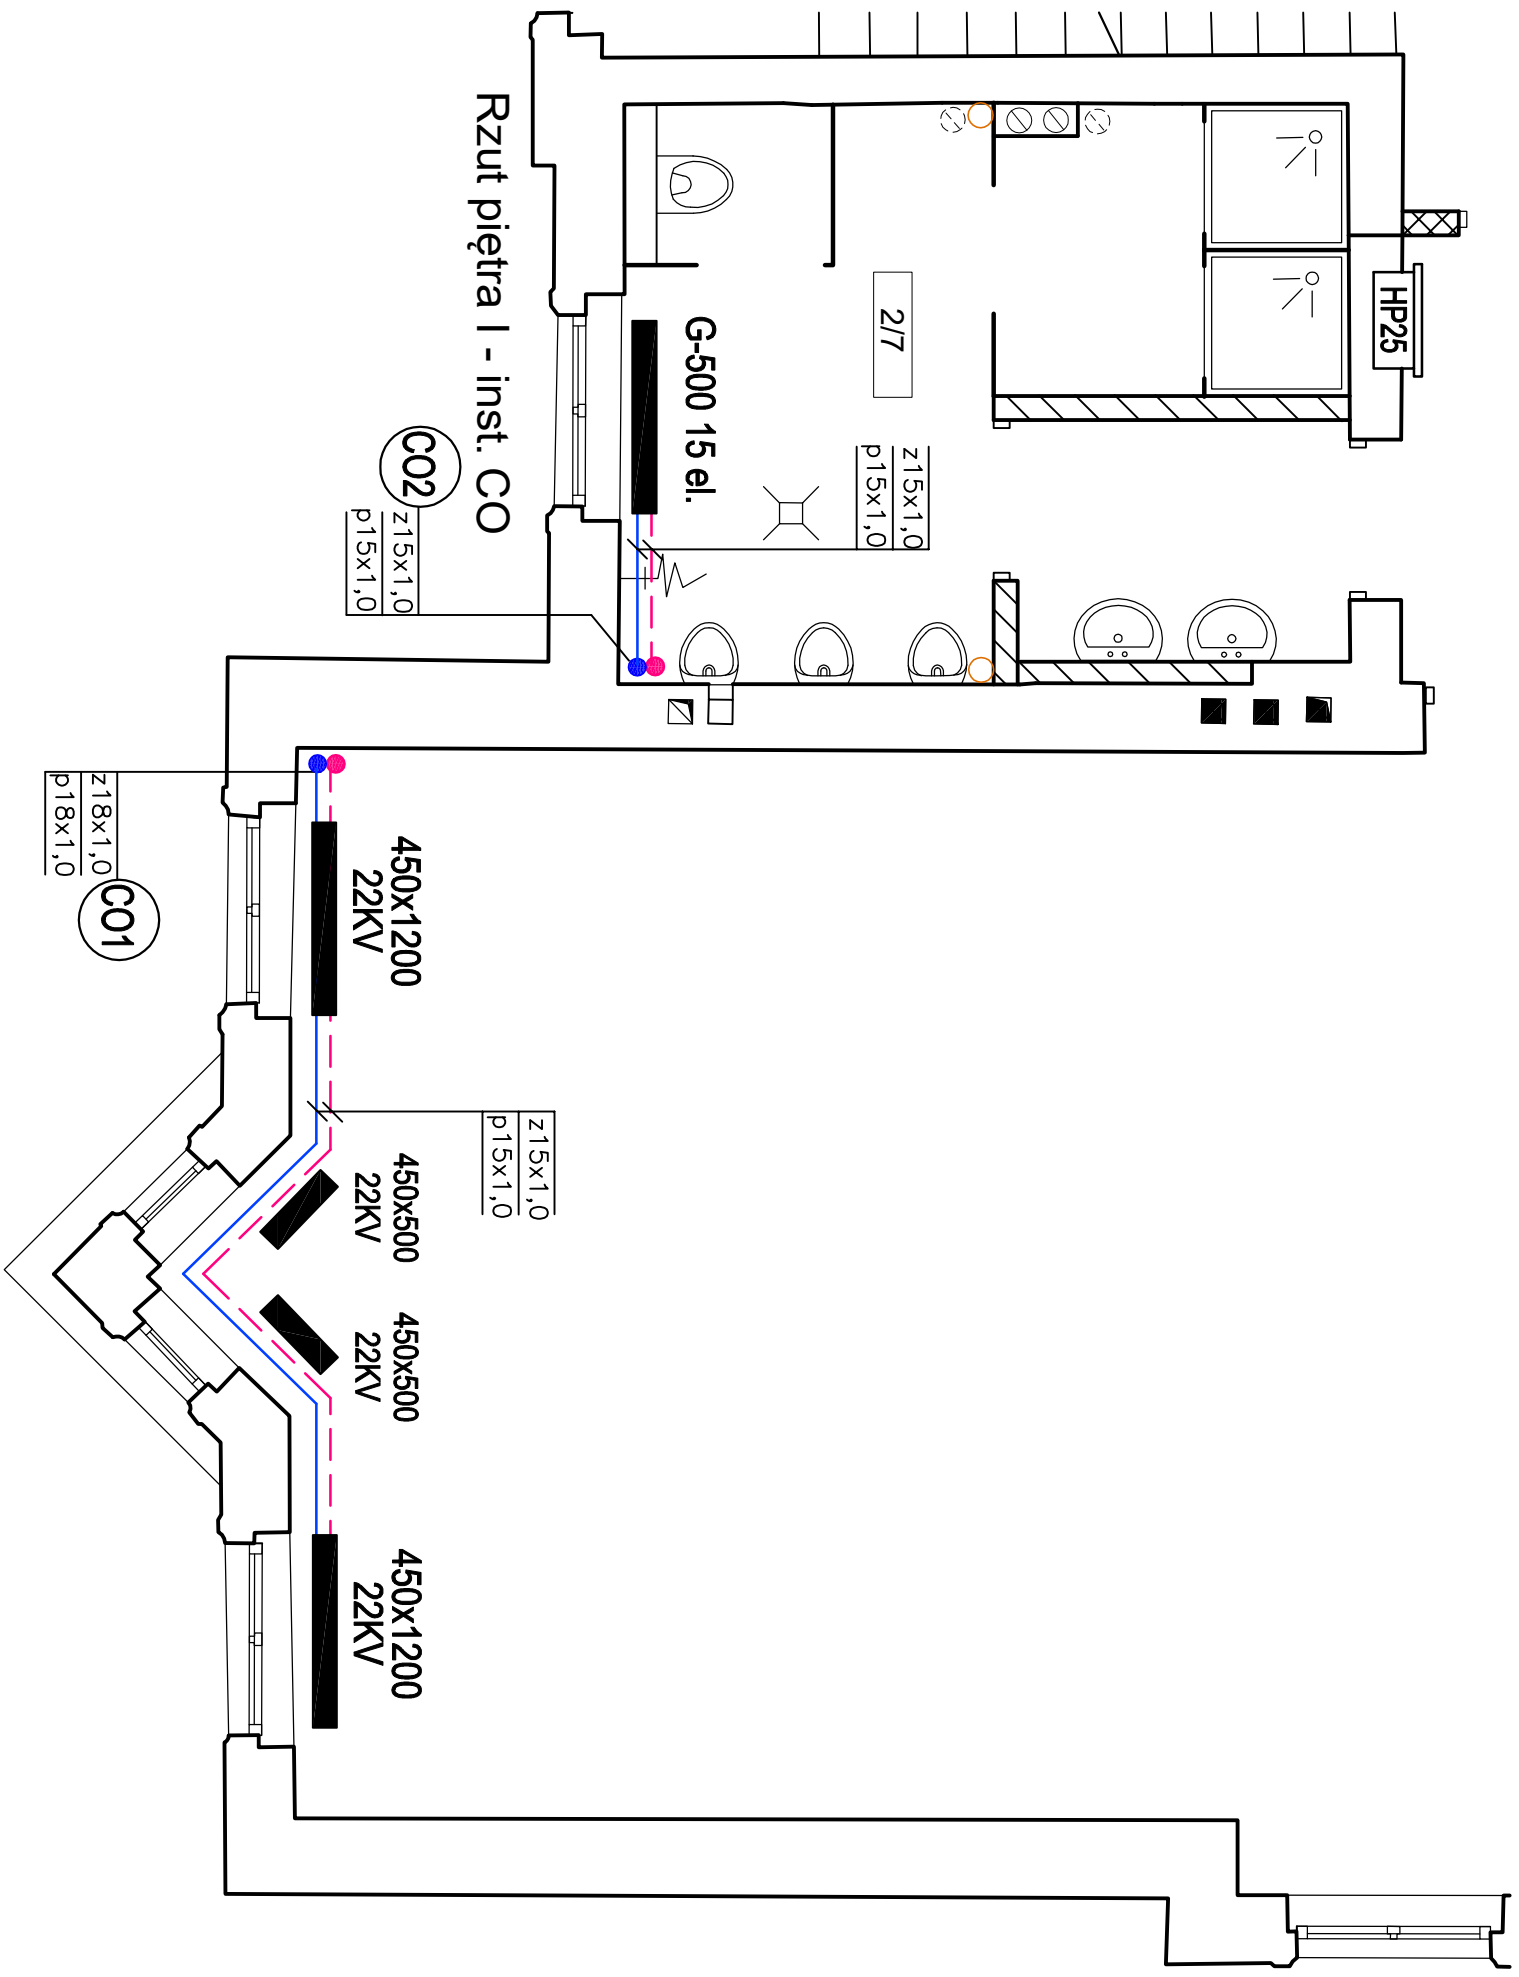 Rzut piętra I - inst. CO
HP25
2/7
G-500 15 el.
z15x1,0
p15x1,0
CO2
z15x1,0
p15x1,0
z18x1,0
p18x1,0
CO1
450x1200
22KV
z15x1,0
p15x1,0
450x500
22KV
450x500
22KV
450x1200
22KV